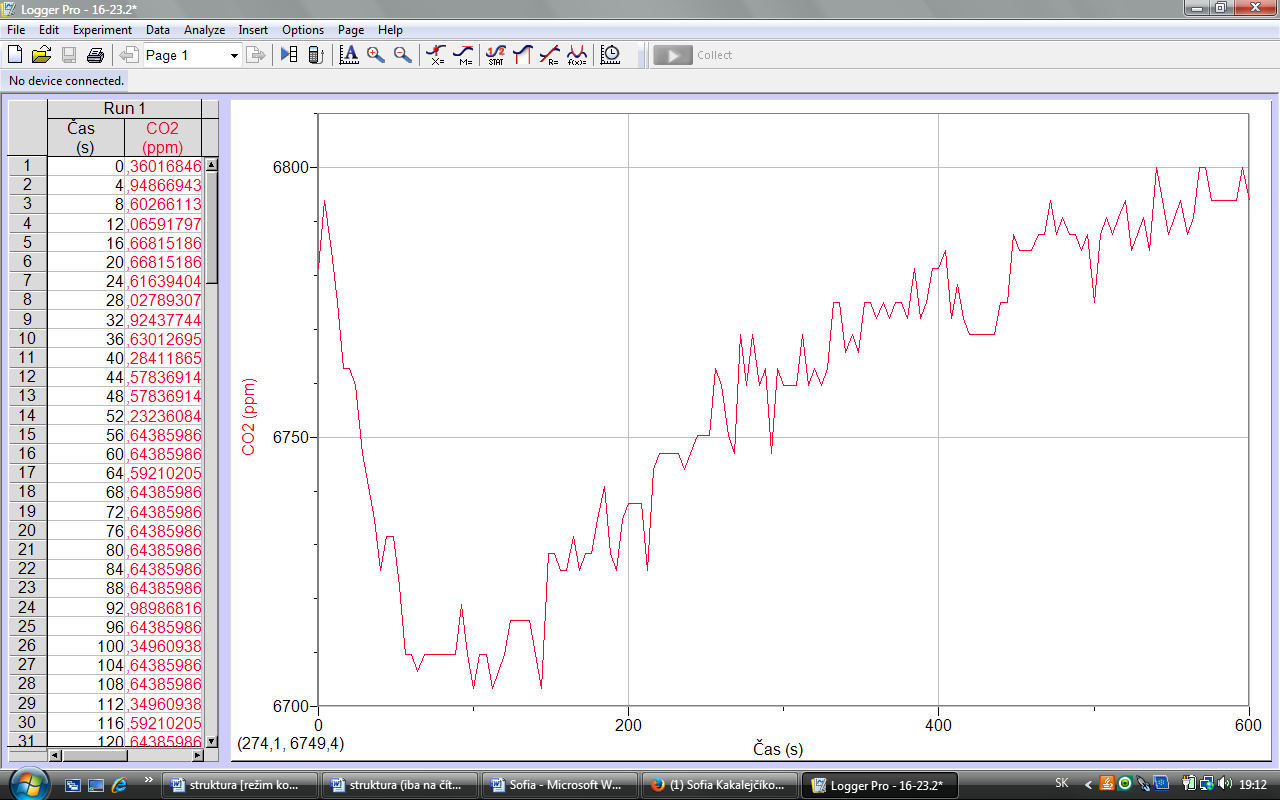 Logger Pro - 16-23.2*
File Edit Experiment Data Analyze Insert Options Page Help
Page 1 X= M= STAT R= f(x)= Collect
No device connected.
Run 1
Čas (s) CO2 (ppm)
1 0 ,36016846
2 4 ,94866943
3 8 ,60266113
4 12 ,06591797
5 16 ,66815186
6 20 ,66815186
7 24 ,61639404
8 28 ,02789307
9 32 ,92437744
10 36 ,63012695
11 40 ,28411865
12 44 ,57836914
13 48 ,57836914
14 52 ,23236084
15 56 ,64385986
16 60 ,64385986
17 64 ,59210205
18 68 ,64385986
19 72 ,64385986
20 76 ,64385986
21 80 ,64385986
22 84 ,64385986
23 88 ,64385986
24 92 ,98986816
25 96 ,64385986
26 100 ,34960938
27 104 ,64385986
28 108 ,64385986
29 112 ,34960938
30 116 ,59210205
31 120 ,64385986
CO2 (ppm)
6800
6750
6700
0 200 400 600
(274,1, 6749,4)
Čas (s)
struktura [režim ko... struktura (iba na čít... Sofia - Microsoft W... (1) Sofia Kakalejčíko... Logger Pro - 16-23.2* SK 19:12